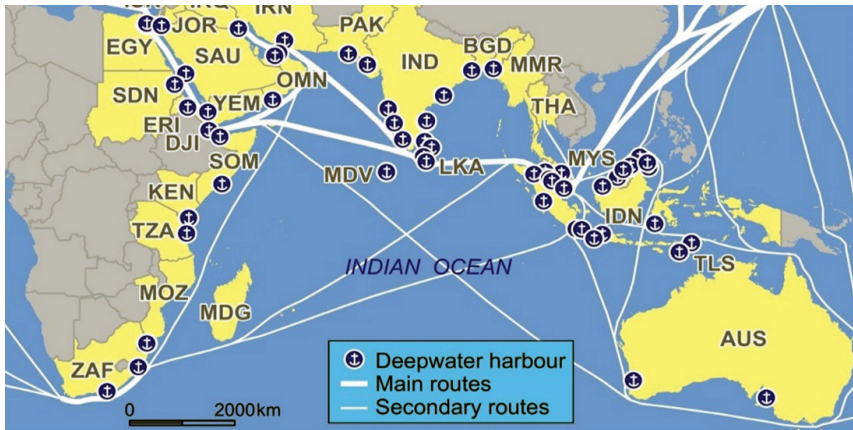 IRN
JOR
PAK
EGY
SAU
BGD
IND
MMR
OMN
SDN
YEM
THA
ERI
DJI
SOM
MDV
LKA
MYS
KEN
IDN
TZA
INDIAN OCEAN
TLS
MOZ
MDG
AUS
ZAF
Deepwater harbour
Main routes
Secondary routes
0 2000km